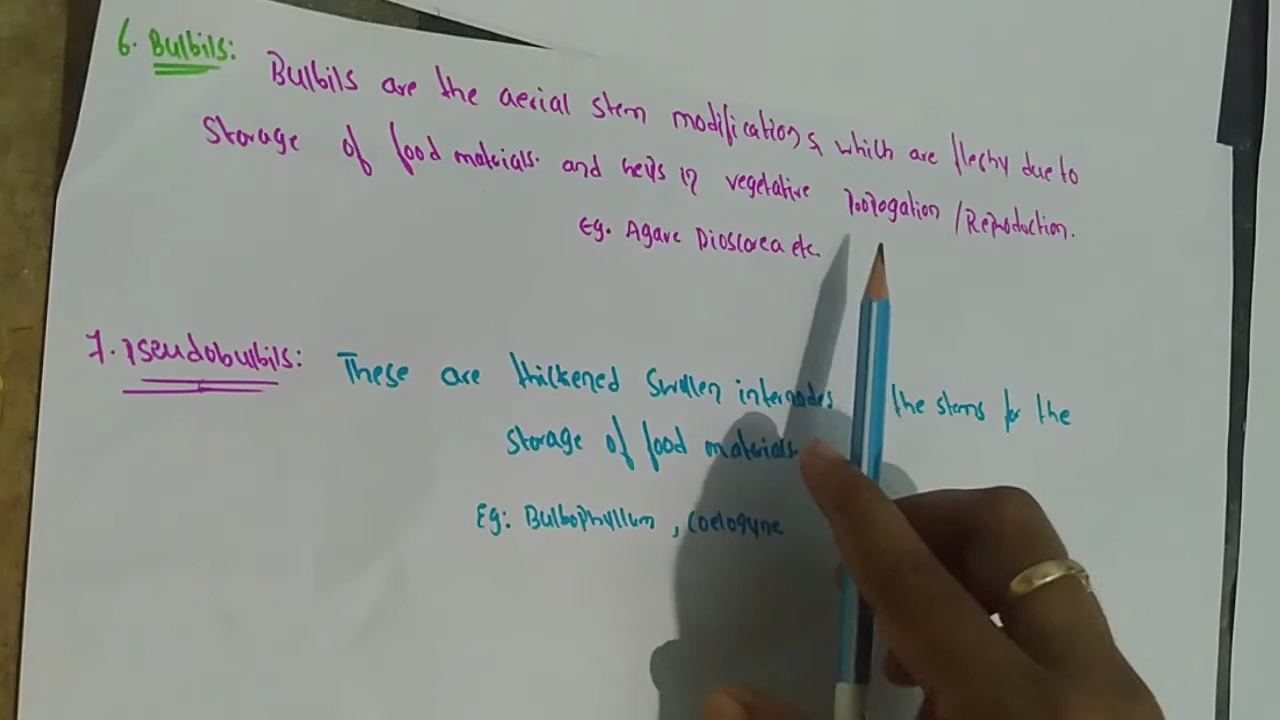 6. Bulbils: Bulbils are the aerial stem modifications, which are fleshy due to
Storage of food materials. and helps in vegetative propogation /Reproduction.
Eg. Agave Dioscorea etc.
7. Pseudobulbils: These are thickened Swollen internodes the stems for the
Storage of food materials.
Eg: Bulbophyllum, Coelogyne